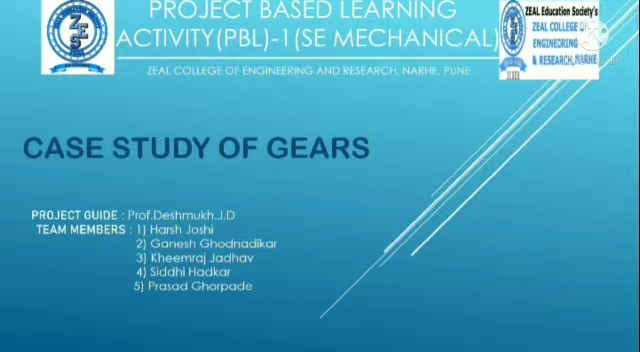 PROJECT BASED LEARNING
ACTIVITY(PBL)-1(SE MECHANICAL)
ZEAL COLLEGE OF ENGINEERING AND RESEARCH, NARHE, PUNE
ZES
ZEAL Education Society's
ZEAL COLLEGE OF
ENGINEERING
& RESEARCH, NARHE
CASE STUDY OF GEARS
PROJECT GUIDE : Prof.Deshmukh.J.D
TEAM MEMBERS : 1) Harsh Joshi
2) Ganesh Ghodnadikar
3) Kheemraj Jadhav
4) Siddhi Hadkar
5) Prasad Ghorpade